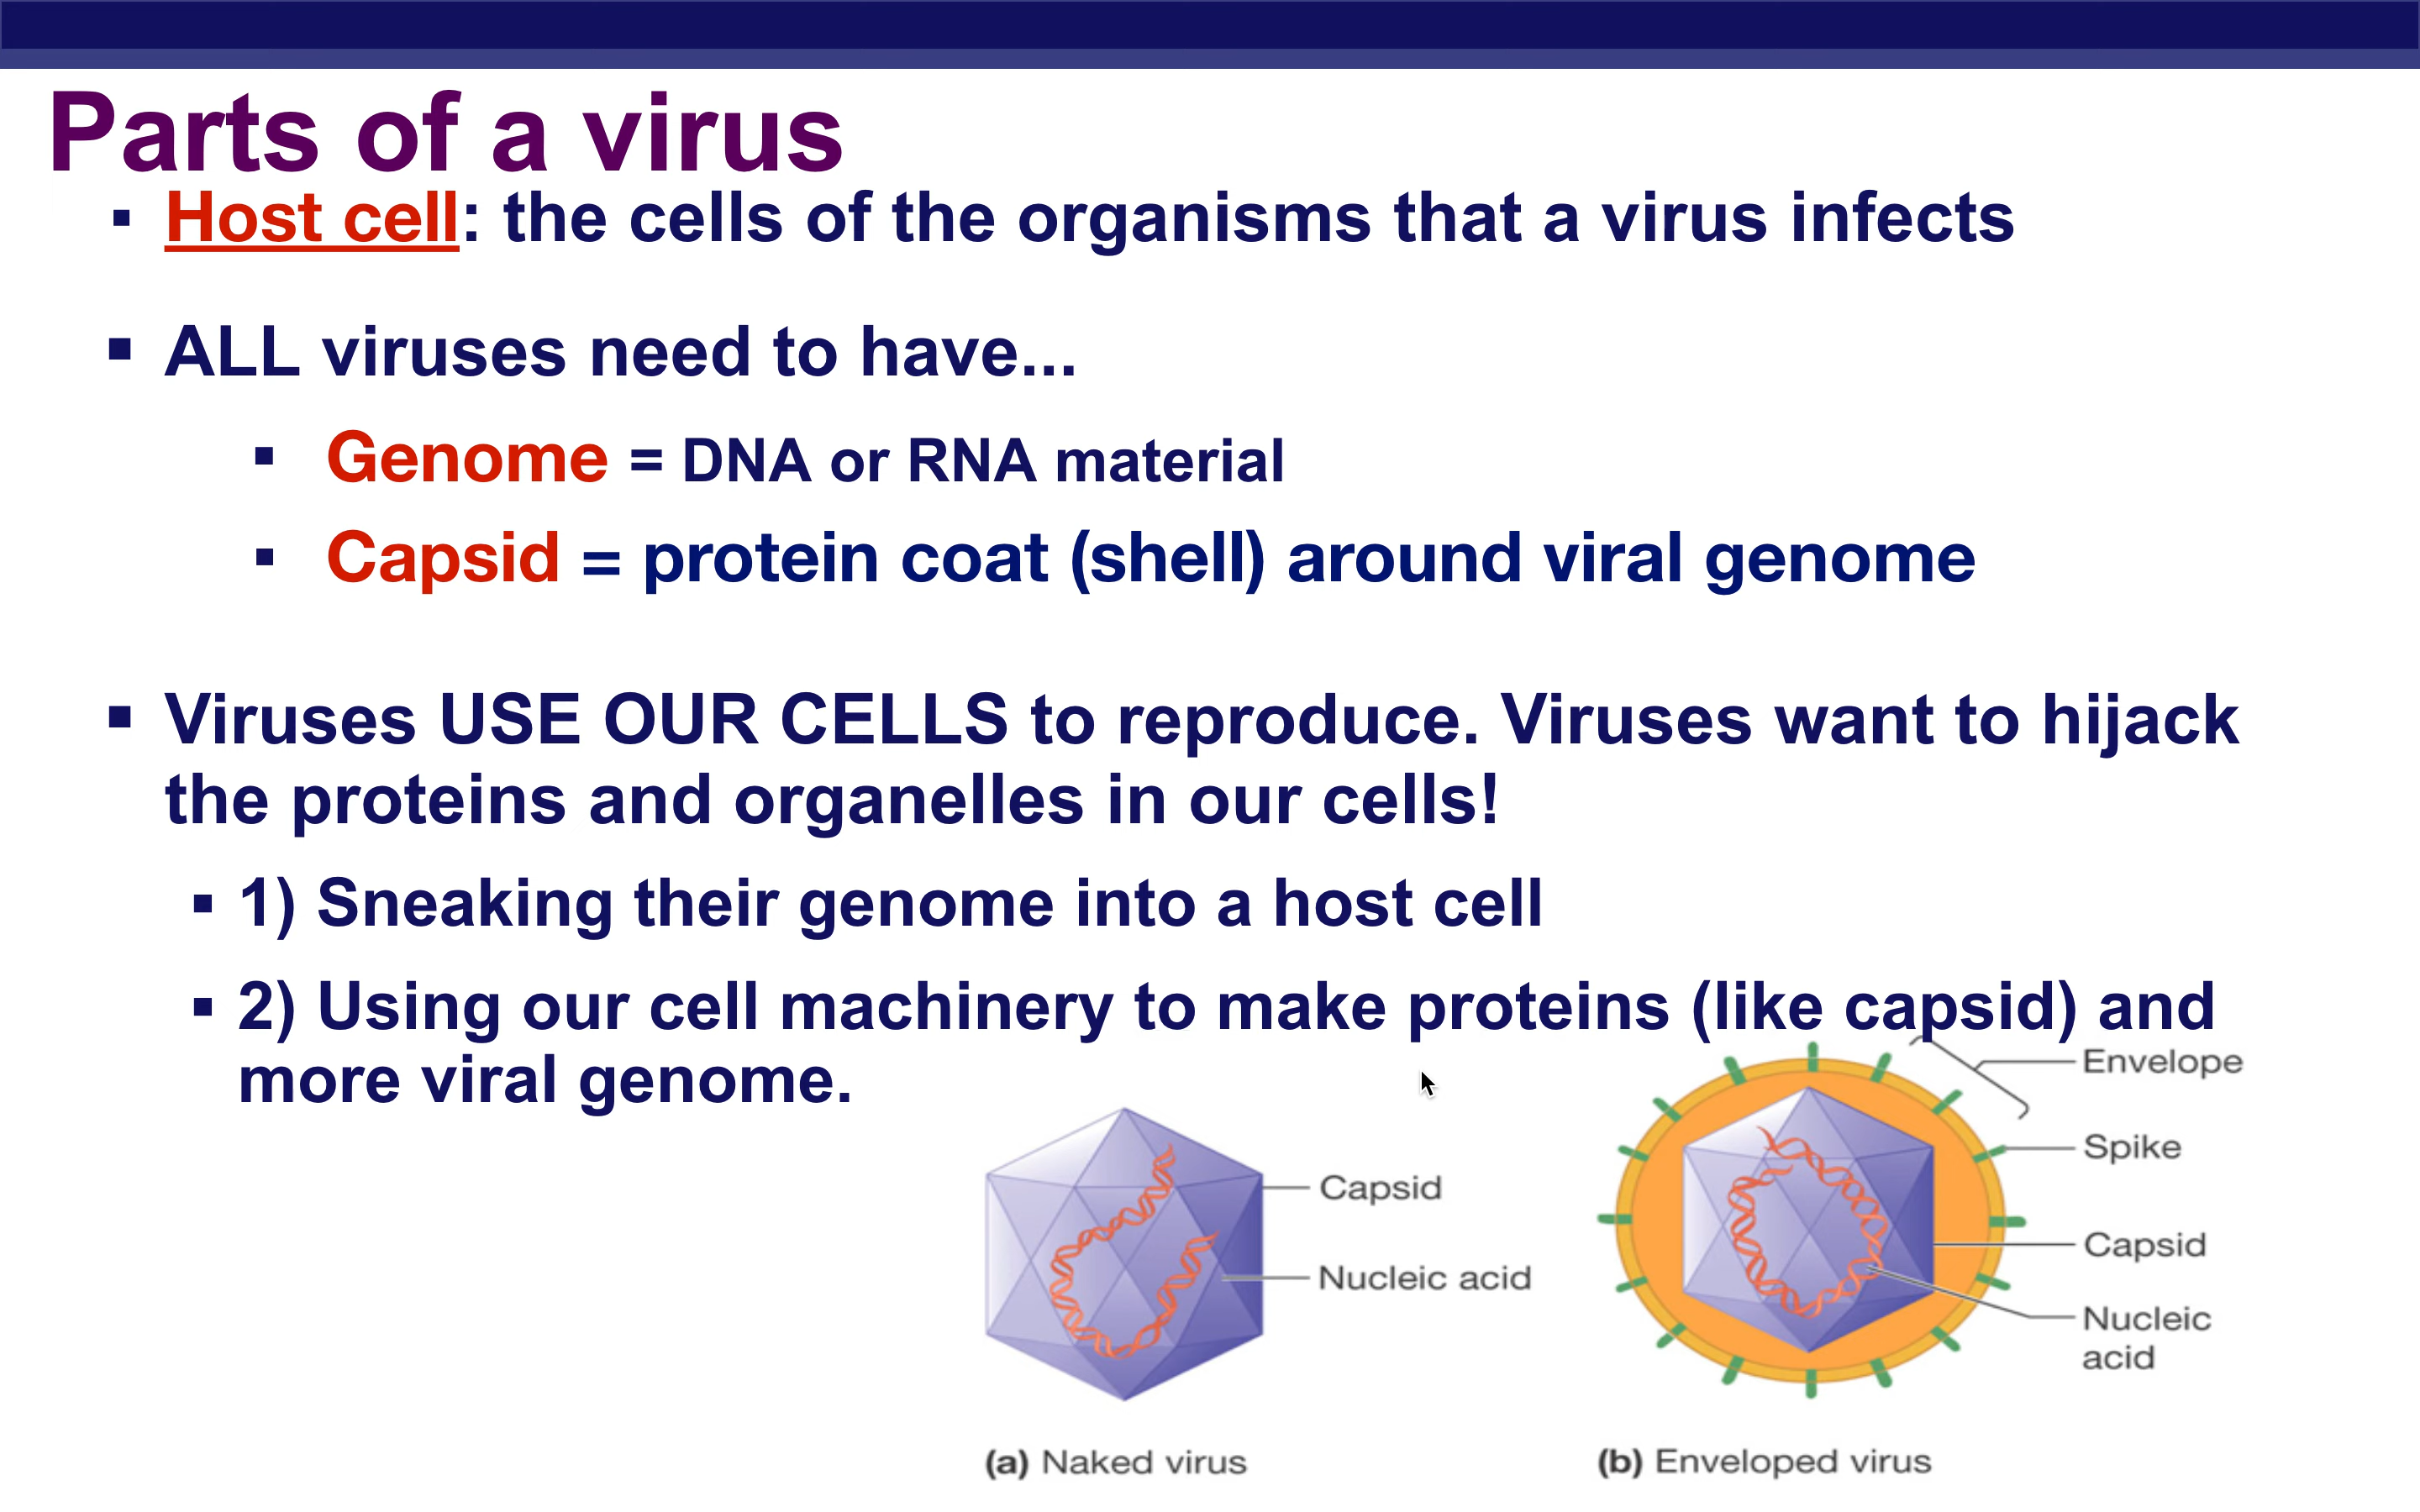 Parts of a virus
▪ Host cell: the cells of the organisms that a virus infects
▪ ALL viruses need to have...
▪ Genome = DNA or RNA material
▪ Capsid = protein coat (shell) around viral genome
▪ Viruses USE OUR CELLS to reproduce. Viruses want to hijack
the proteins and organelles in our cells!
▪ 1) Sneaking their genome into a host cell
▪ 2) Using our cell machinery to make proteins (like capsid) and
more viral genome.
Capsid
Nucleic acid
(a) Naked virus
Envelope
Spike
Capsid
Nucleic
acid
(b) Enveloped virus